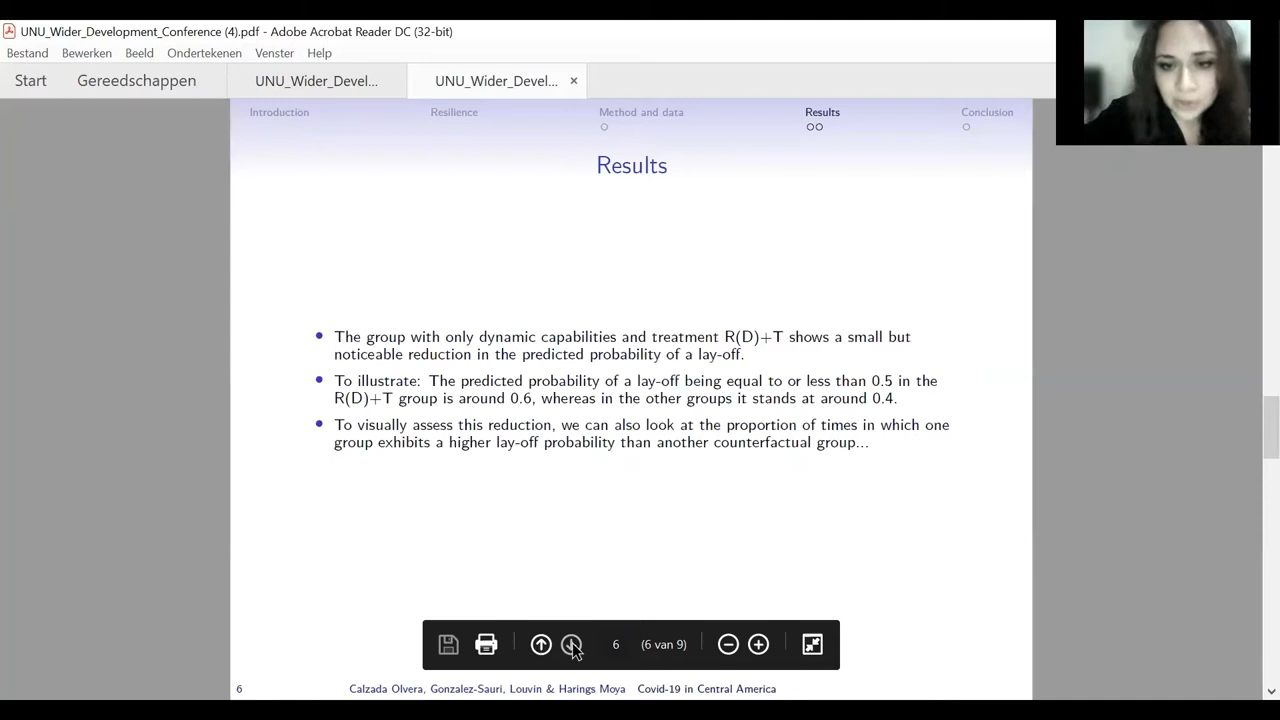 UNU_Wider_Development_Conference (4).pdf - Adobe Acrobat Reader DC (32-bit)
Bestand Bewerken Beeld Ondertekenen Venster Help
Start Gereedschappen UNU_Wider_Devel... UNU_Wider_Devel... ×
Introduction Resilience Method and data Results Conclusion
Results
• The group with only dynamic capabilities and treatment R(D)+T shows a small but
noticeable reduction in the predicted probability of a lay-off.
• To illustrate: The predicted probability of a lay-off being equal to or less than 0.5 in the
R(D)+T group is around 0.6, whereas in the other groups it stands at around 0.4.
• To visually assess this reduction, we can also look at the proportion of times in which one
group exhibits a higher lay-off probability than another counterfactual group...
6 (6 van 9)
6 Calzada Olvera, Gonzalez-Sauri, Louvin & Harings Moya Covid-19 in Central America